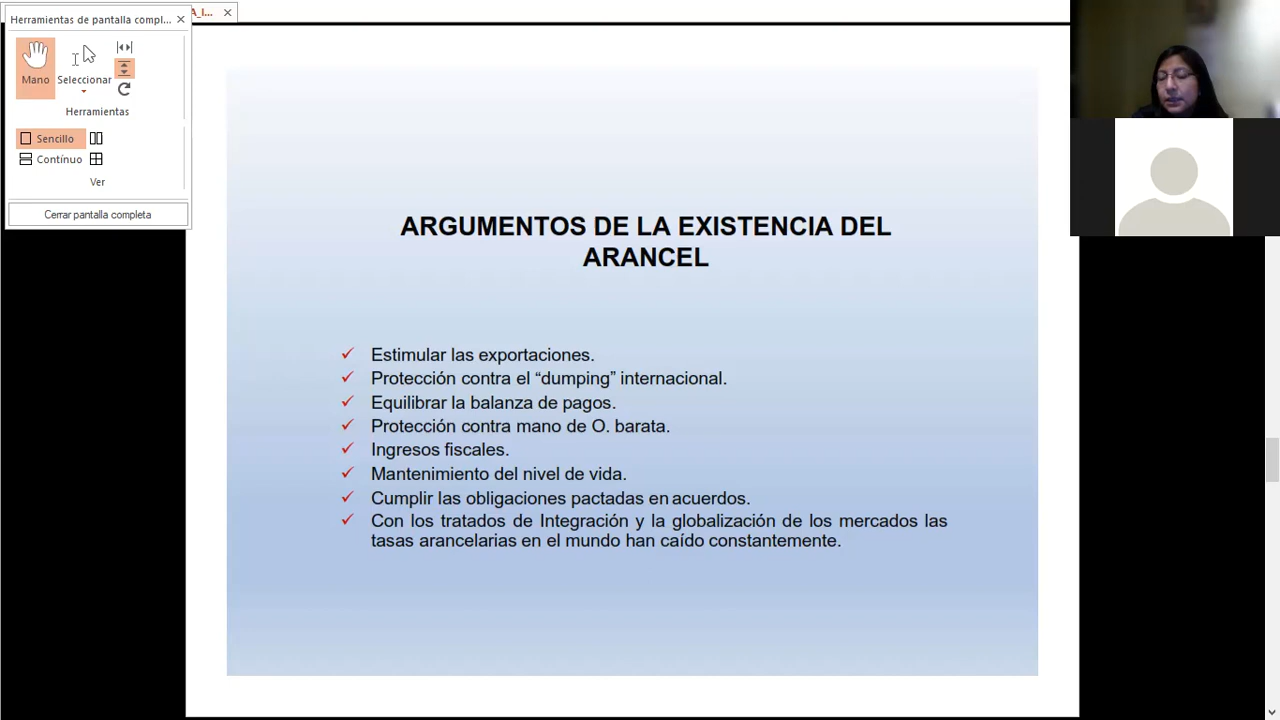 Herramientas de pantalla compl...
A_I...
Mano
Seleccionar
Herramientas
Sencillo
Contínuo
Ver
Cerrar pantalla completa
ARGUMENTOS DE LA EXISTENCIA DEL
ARANCEL
Estimular las exportaciones.
Protección contra el “dumping” internacional.
Equilibrar la balanza de pagos.
Protección contra mano de O. barata.
Ingresos fiscales.
Mantenimiento del nivel de vida.
Cumplir las obligaciones pactadas en acuerdos.
Con los tratados de Integración y la globalización de los mercados las
tasas arancelarias en el mundo han caído constantemente.